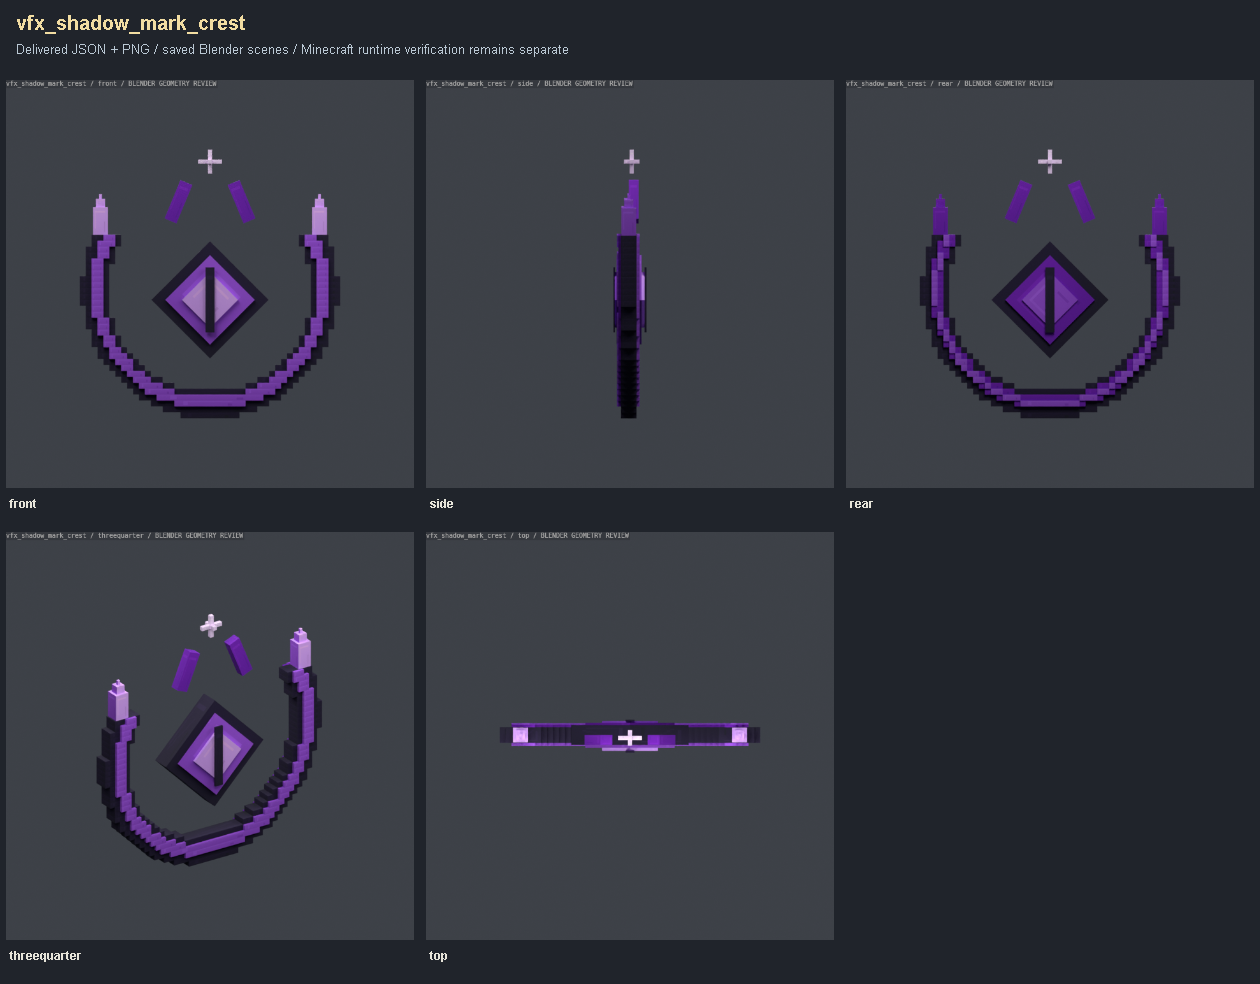 vfx_shadow_mark_crest
Delivered JSON + PNG / saved Blender scenes / Minecraft runtime verification remains separate
vfx_shadow_mark_crest / front / BLENDER GEOMETRY REVIEW
vfx_shadow_mark_crest / side / BLENDER GEOMETRY REVIEW
vfx_shadow_mark_crest / rear / BLENDER GEOMETRY REVIEW
front
side
rear
vfx_shadow_mark_crest / threequarter / BLENDER GEOMETRY REVIEW
vfx_shadow_mark_crest / top / BLENDER GEOMETRY REVIEW
threequarter
top